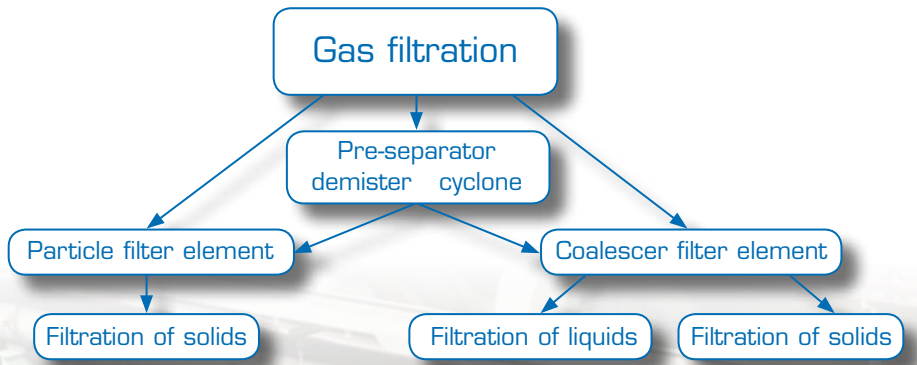 Gas filtration
Pre-separator
demister cyclone
Particle filter element
Coalescer filter element
Filtration of solids
Filtration of liquids
Filtration of solids